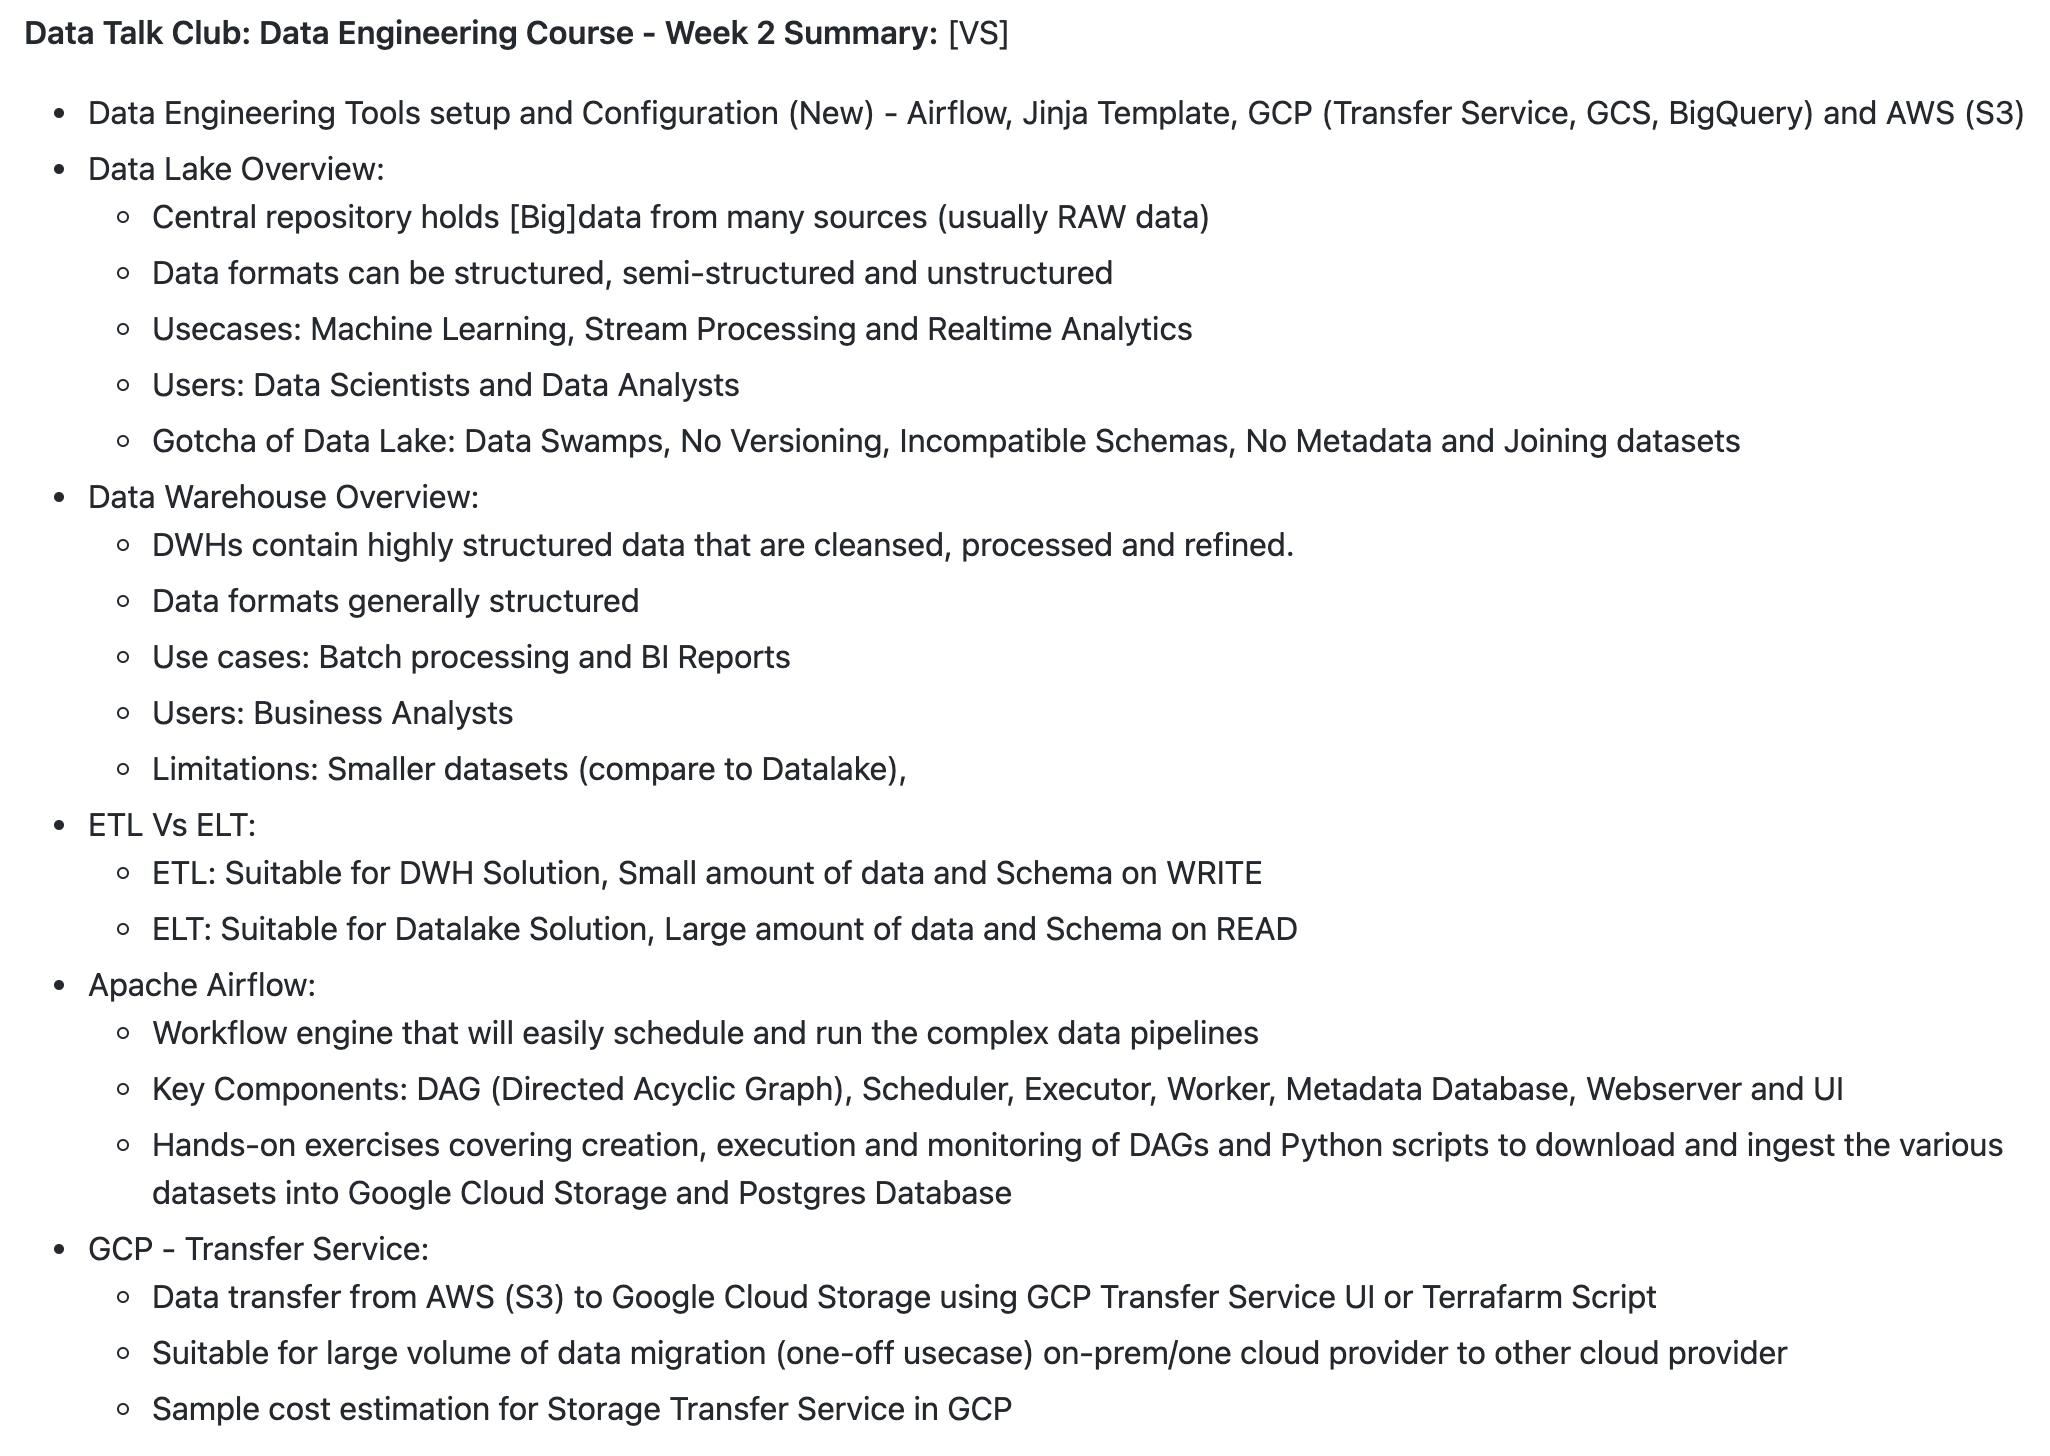 Data Talk Club: Data Engineering Course - Week 2 Summary: [VS]
• Data Engineering Tools setup and Configuration (New) - Airflow, Jinja Template, GCP (Transfer Service, GCS, BigQuery) and AWS (S3)
• Data Lake Overview:
◦ Central repository holds [Big]data from many sources (usually RAW data)
◦ Data formats can be structured, semi-structured and unstructured
◦ Usecases: Machine Learning, Stream Processing and Realtime Analytics
◦ Users: Data Scientists and Data Analysts
◦ Gotcha of Data Lake: Data Swamps, No Versioning, Incompatible Schemas, No Metadata and Joining datasets
• Data Warehouse Overview:
◦ DWHs contain highly structured data that are cleansed, processed and refined.
◦ Data formats generally structured
◦ Use cases: Batch processing and BI Reports
◦ Users: Business Analysts
◦ Limitations: Smaller datasets (compare to Datalake),
• ETL Vs ELT:
◦ ETL: Suitable for DWH Solution, Small amount of data and Schema on WRITE
◦ ELT: Suitable for Datalake Solution, Large amount of data and Schema on READ
• Apache Airflow:
◦ Workflow engine that will easily schedule and run the complex data pipelines
◦ Key Components: DAG (Directed Acyclic Graph), Scheduler, Executor, Worker, Metadata Database, Webserver and UI
◦ Hands-on exercises covering creation, execution and monitoring of DAGs and Python scripts to download and ingest the various
datasets into Google Cloud Storage and Postgres Database
• GCP - Transfer Service:
◦ Data transfer from AWS (S3) to Google Cloud Storage using GCP Transfer Service UI or Terrafarm Script
◦ Suitable for large volume of data migration (one-off usecase) on-prem/one cloud provider to other cloud provider
◦ Sample cost estimation for Storage Transfer Service in GCP